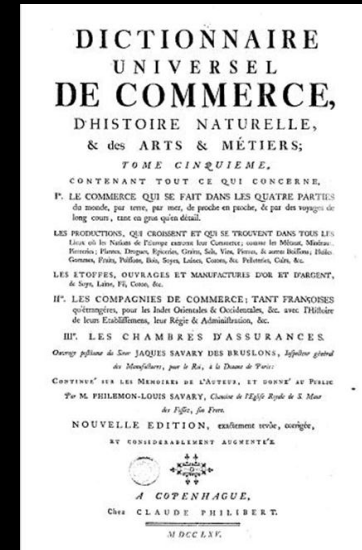 DICTIONNAIRE
UNIVERSEL
DE COMMERCE,
D'HISTOIRE NATURELLE,
& des ARTS & MÉTIERS;
TOME CINQUIEME,
CONTENANT TOUT CE QUI CONCERNE,
I°. LE COMMERCE QUI SE FAIT DANS LES QUATRE PARTIES
du monde, par terre, par mer, de proche en proche, & par des voyages de
long cours, tant en gros qu'en détail.
LES PRODUCTIONS, QUI CROISSENT ET QUI SE TROUVENT DANS TOUS LES
Lieux où les Nations de l'Europe exercent leur Commerce; comme les Métaux, Minéraux,
Pierreries; Plantes, Drogues, Epiceries, Grains, Sels, Vins, Bieres, & autres Boissons; Huiles,
Gommes, Fruits, Poissons, Bois, Soyes, Laines, Cotons, &c. Pelleteries, Cuirs, &c.
LES ETOFFES, OUVRAGES ET MANUFACTURES D'OR ET D'ARGENT,
& Soye, Laine, Fil, Coton, &c.
II°. LES COMPAGNIES DE COMMERCE; TANT FRANÇOISES
qu'étrangères, pour les Indes Orientales & Occidentales, &c. avec l'Histoire
de leurs Etablissemens, leur Régie & Administration, &c.
III°. LES CHAMBRES D'ASSURANCES.
Ouvrage posthume du Sieur JAQUES SAVARY DES BRUSLONS, Inspecteur général
des Manufactures, pour le Roi, à la Douane de Paris:
CONTINUÉ SUR LES MEMOIRES DE L'AUTEUR, ET DONNÉ AU PUBLIC
Par M. PHILEMON-LOUIS SAVARY, Chanoine de l'Eglise Royale de S. Maur
des Fossez, son Frere.
NOUVELLE EDITION, exactement revûe, corrigée,
ET CONSIDERABLEMENT AUGMENTÉE.
A COPENHAGUE,
Chez CLAUDE PHILIBERT.
M DCC LXV.